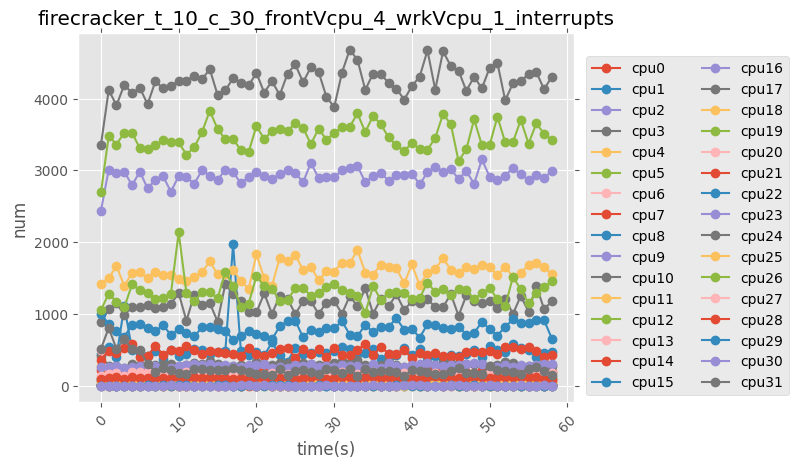 firecracker_t_10_c_30_frontVcpu_4_wrkVcpu_1_interrupts
num
4000
3000
2000
1000
0
0
10
20
30
40
50
60
time(s)
cpu0
cpu1
cpu2
cpu3
cpu4
cpu5
cpu6
cpu7
cpu8
cpu9
cpu10
cpu11
cpu12
cpu13
cpu14
cpu15
cpu16
cpu17
cpu18
cpu19
cpu20
cpu21
cpu22
cpu23
cpu24
cpu25
cpu26
cpu27
cpu28
cpu29
cpu30
cpu31